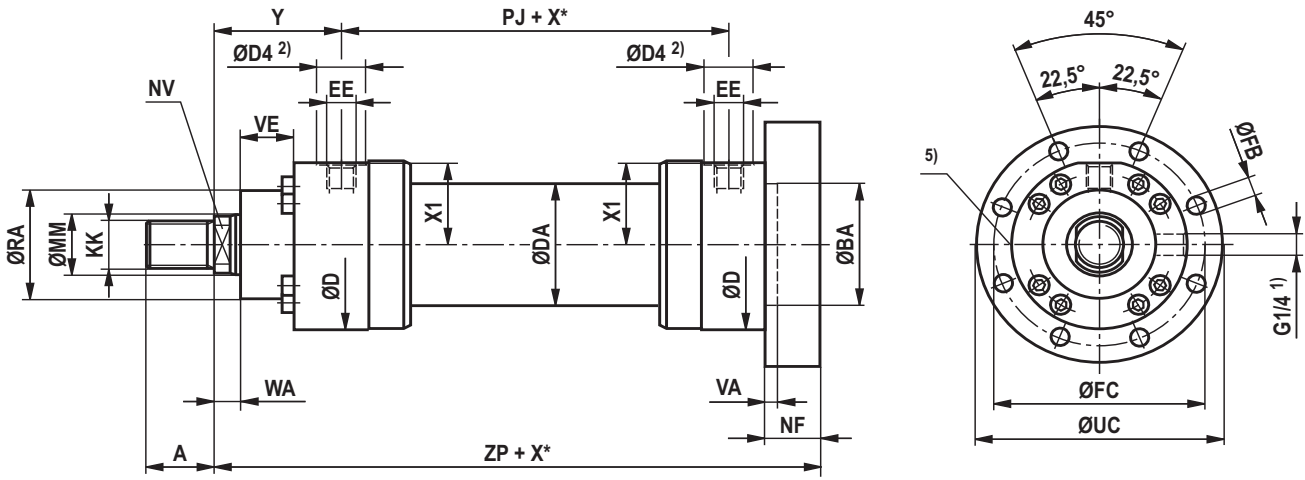 Y
PJ + X*
45°
ØD4 2)
ØD4 2)
22,5°
22,5°
NV
EE
EE
VE
ØFB
5)
X1
X1
ØRA
ØMM
KK
ØDA
ØBA
ØD
ØD
G1/4 1)
WA
VA
ØFC
NF
ØUC
A
ZP + X*